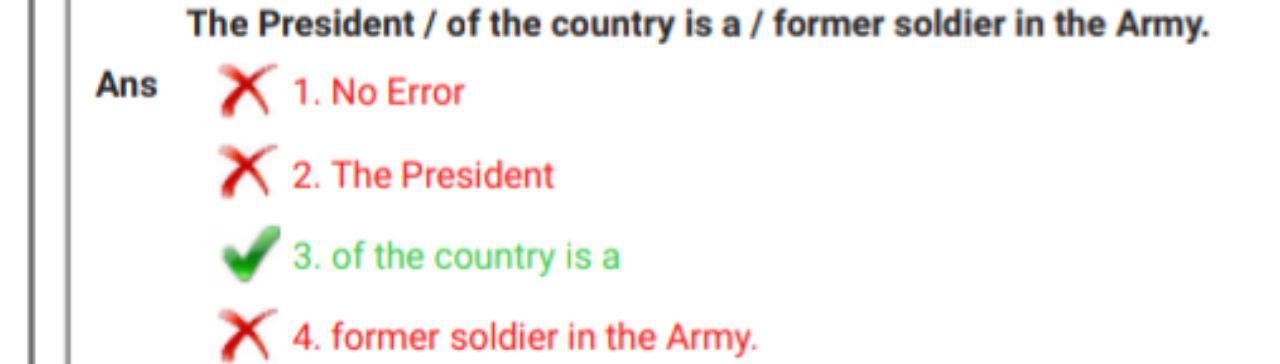 The President / of the country is a / former soldier in the Army.
Ans
1. No Error
2. The President
3. of the country is a
4. former soldier in the Army.